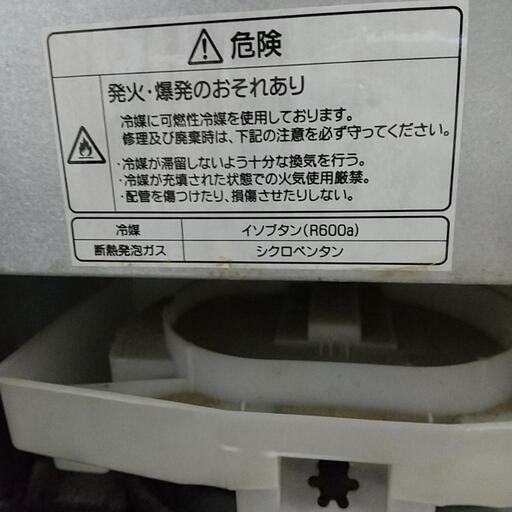 危険
発火・爆発のおそれあり
冷媒に可燃性冷媒を使用しております。
修理及び廃棄時は、下記の注意を必ず守ってください。
・冷媒が滞留しないよう十分な換気を行う。
・冷媒が充填された状態での火気使用厳禁。
・配管を傷つけたり、損傷させたりしない。
冷媒 イソブタン(R600a)
断熱発泡ガス シクロペンタン